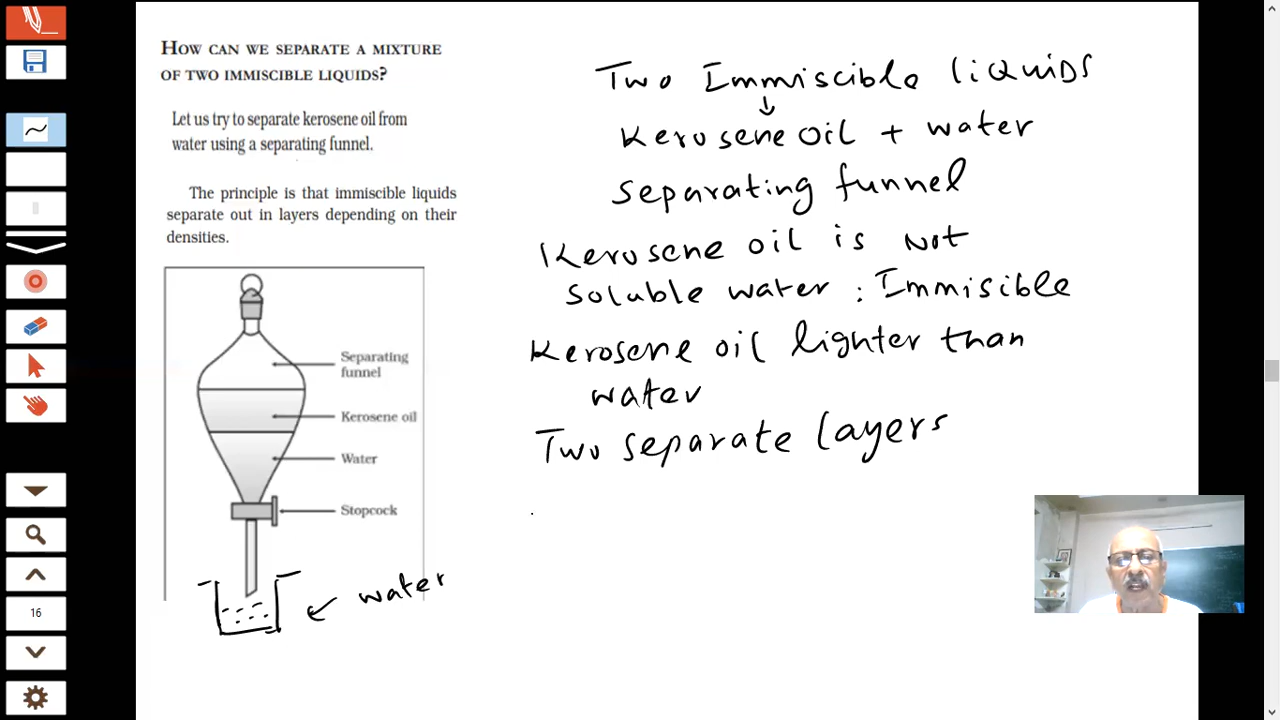 HOW CAN WE SEPARATE A MIXTURE
OF TWO IMMISCIBLE LIQUIDS?
Let us try to separate kerosene oil from
water using a separating funnel.
The principle is that immiscible liquids
separate out in layers depending on their
densities.
Separating
funnel
Kerosene oil
Water
Stopcock
water
16
Two Immiscible LiQUIDS
↓
Kerosene oil + water
Separating funnel
Kerosene oil is Not
Soluble water : Immisible
Kerosene oil lighter than
water
Two separate layers